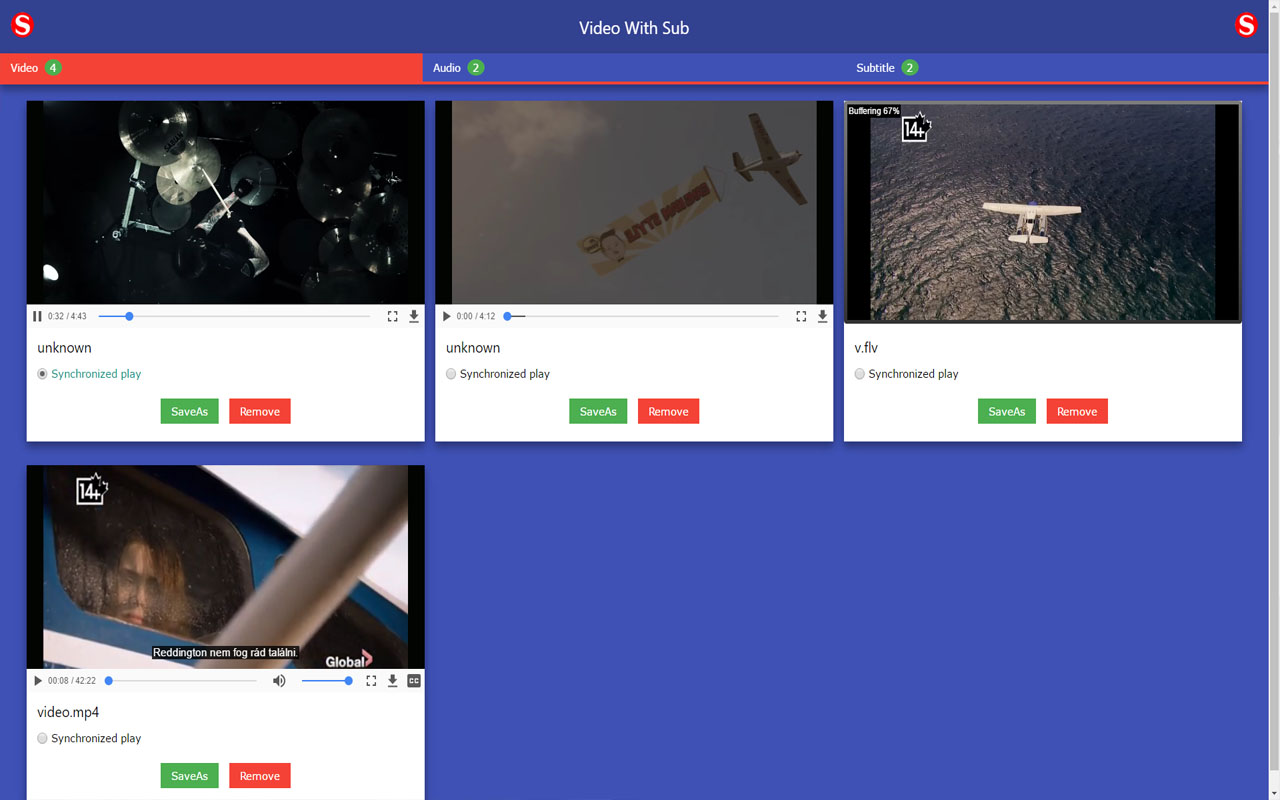 S
Video With Sub
S
Video 4
Audio 2
Subtitle 2
0:32 / 4:43
unknown
Synchronized play
SaveAs
Remove
0:00 / 4:12
unknown
Synchronized play
SaveAs
Remove
Buffering 67%
14+
v.flv
Synchronized play
SaveAs
Remove
14+
Reddington nem fog rád találni.
Global
00:08 / 42:22
CC
video.mp4
Synchronized play
SaveAs
Remove